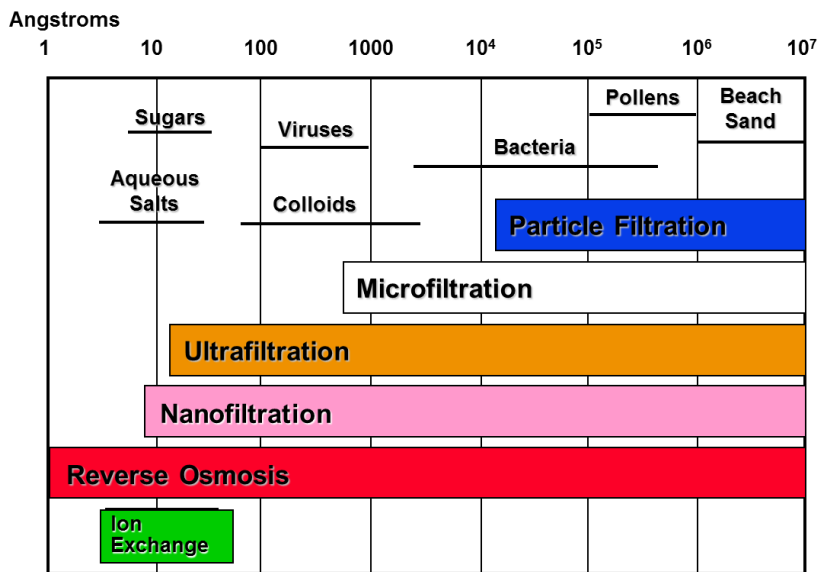 Angstroms
1 10 100 1000 10⁴ 10⁵ 10⁶ 10⁷
Pollens
Beach
Sand
Sugars
Viruses
Bacteria
Aqueous
Salts
Colloids
Particle Filtration
Microfiltration
Ultrafiltration
Nanofiltration
Reverse Osmosis
Ion
Exchange